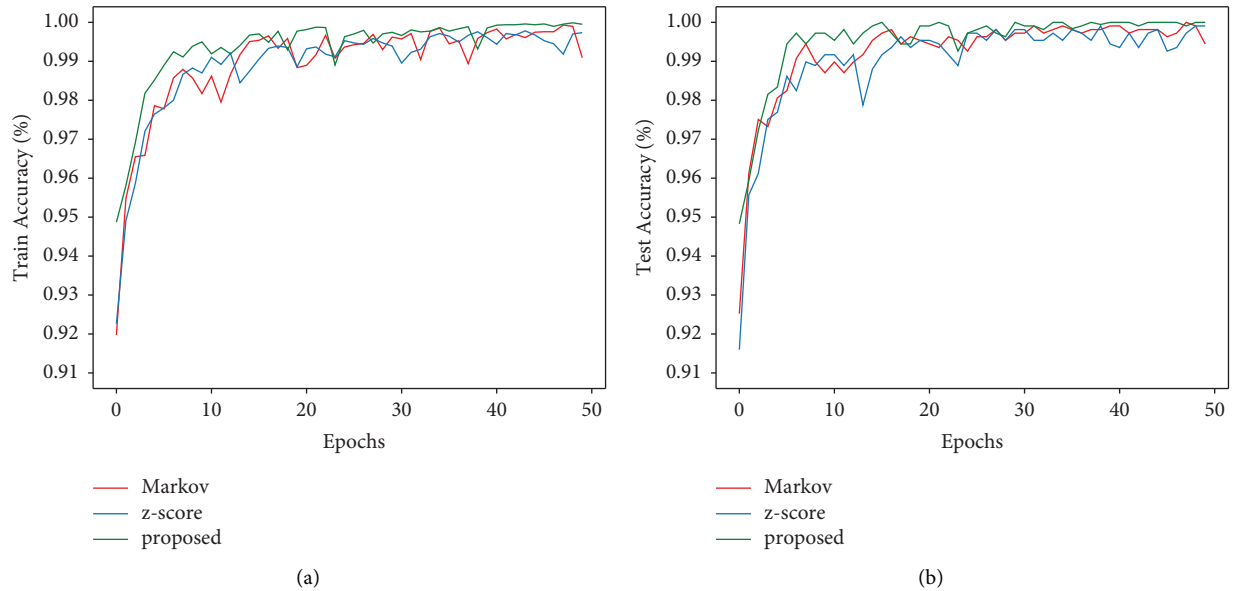 Train Accuracy (%)
1.00
0.99
0.98
0.97
0.96
0.95
0.94
0.93
0.92
0.91
0 10 20 30 40 50
Epochs
Markov
z-score
proposed
(a)
Test Accuracy (%)
1.00
0.99
0.98
0.97
0.96
0.95
0.94
0.93
0.92
0.91
0 10 20 30 40 50
Epochs
Markov
z-score
proposed
(b)